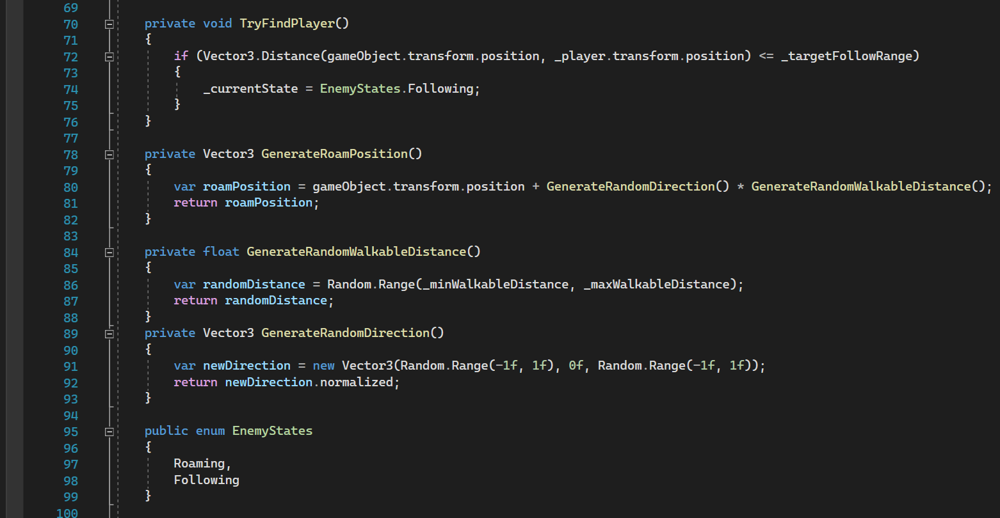 69
70 private void TryFindPlayer()
71 {
72 if (Vector3.Distance(gameObject.transform.position, _player.transform.position) <= _targetFollowRange)
73 {
74 _currentState = EnemyStates.Following;
75 }
76 }
77
78 private Vector3 GenerateRoamPosition()
79 {
80 var roamPosition = gameObject.transform.position + GenerateRandomDirection() * GenerateRandomWalkableDistance();
81 return roamPosition;
82 }
83
84 private float GenerateRandomWalkableDistance()
85 {
86 var randomDistance = Random.Range(_minWalkableDistance, _maxWalkableDistance);
87 return randomDistance;
88 }
89 private Vector3 GenerateRandomDirection()
90 {
91 var newDirection = new Vector3(Random.Range(-1f, 1f), 0f, Random.Range(-1f, 1f));
92 return newDirection.normalized;
93 }
94
95 public enum EnemyStates
96 {
97 Roaming,
98 Following
99 }
100